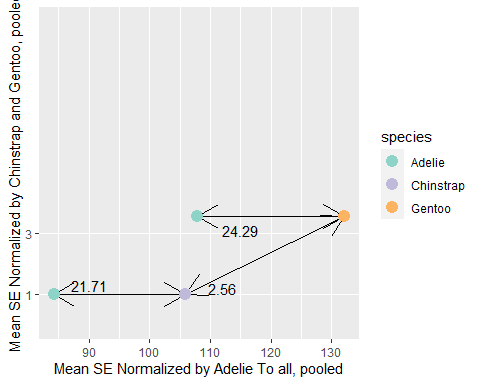 Mean SE Normalized by Chinstrap and Gentoo, pooled
3
1
24.29
21.71
2.56
90
100
110
120
130
Mean SE Normalized by Adelie To all, pooled
species
Adelie
Chinstrap
Gentoo